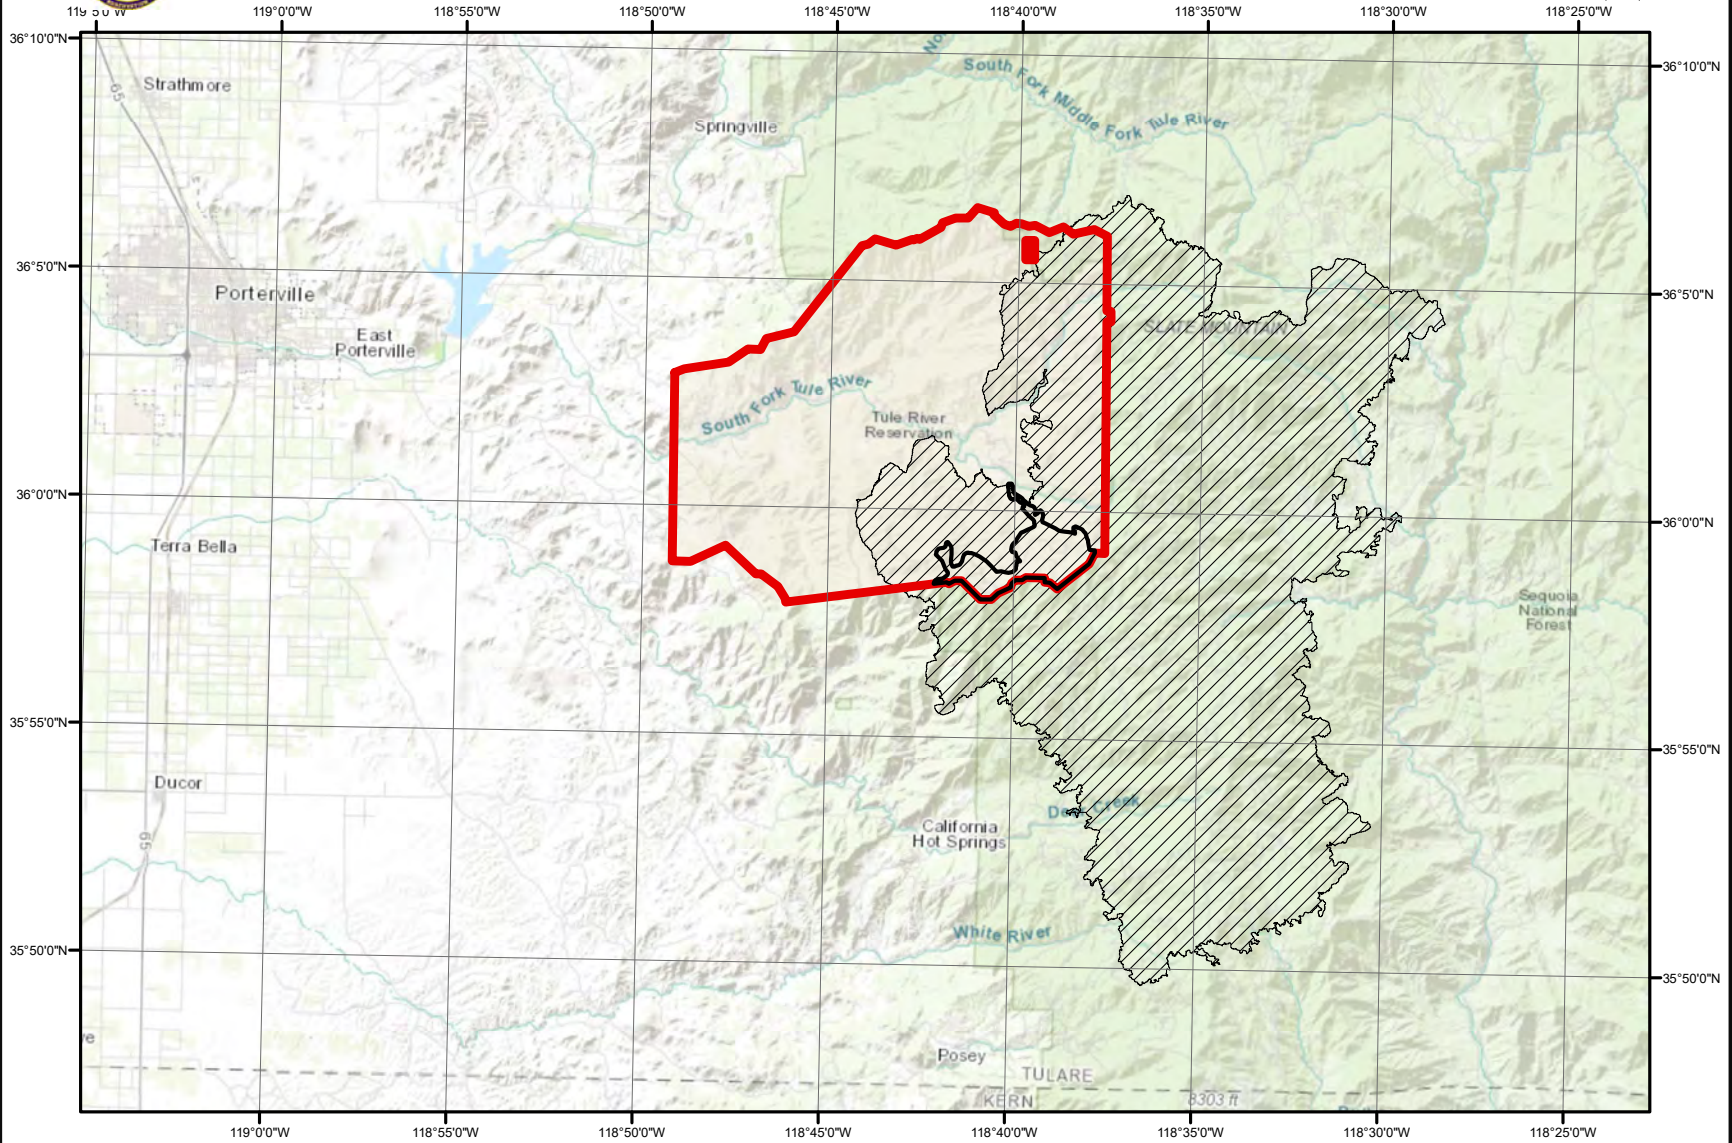 119°0'0"W
118°55'0"W
118°50'0"W
118°45'0"W
118°40'0"W
118°35'0"W
118°30'0"W
118°25'0"W
36°10'0"N
36°10'0"N
Strathmore
65
South Fork Middle Fork Tule River
Springville
36°5'0"N
36°5'0"N
Porterville
SLATE MOUNTAIN
East
Porterville
South Fork Tule River
Tule River
Reservation
36°0'0"N
36°0'0"N
Terra Bella
Sequoia
National
Forest
35°55'0"N
35°55'0"N
Ducor
Deer Creek
California
Hot Springs
65
White River
35°50'0"N
35°50'0"N
Posey
TULARE
KERN
8303 ft
119°0'0"W
118°55'0"W
118°50'0"W
118°45'0"W
118°40'0"W
118°35'0"W
118°30'0"W
118°25'0"W